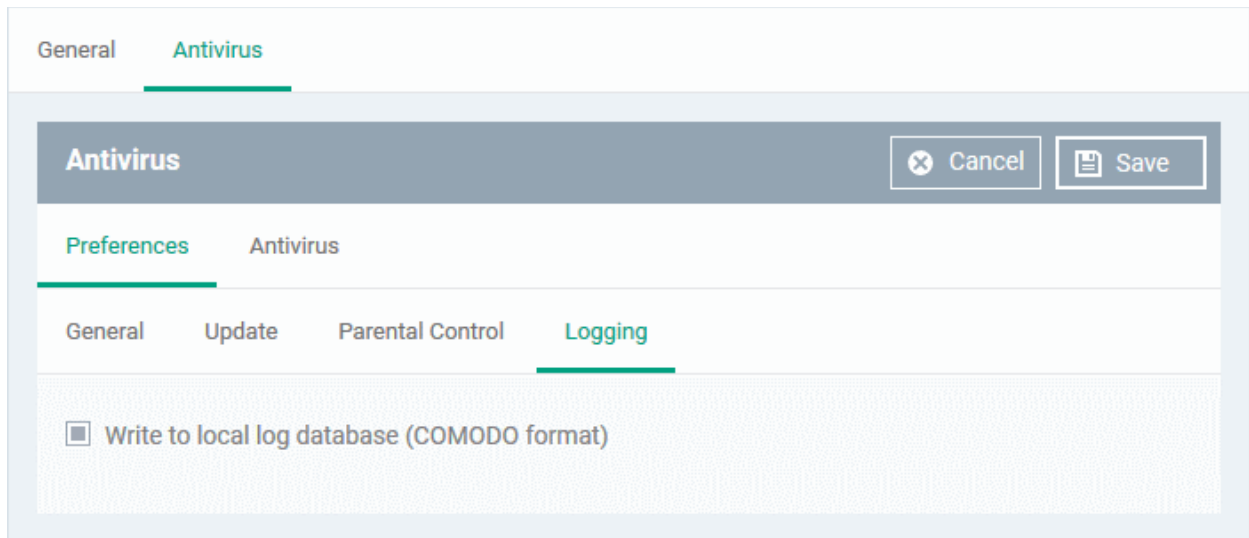 General Antivirus
Antivirus Cancel Save
Preferences Antivirus
General Update Parental Control Logging
Write to local log database (COMODO format)